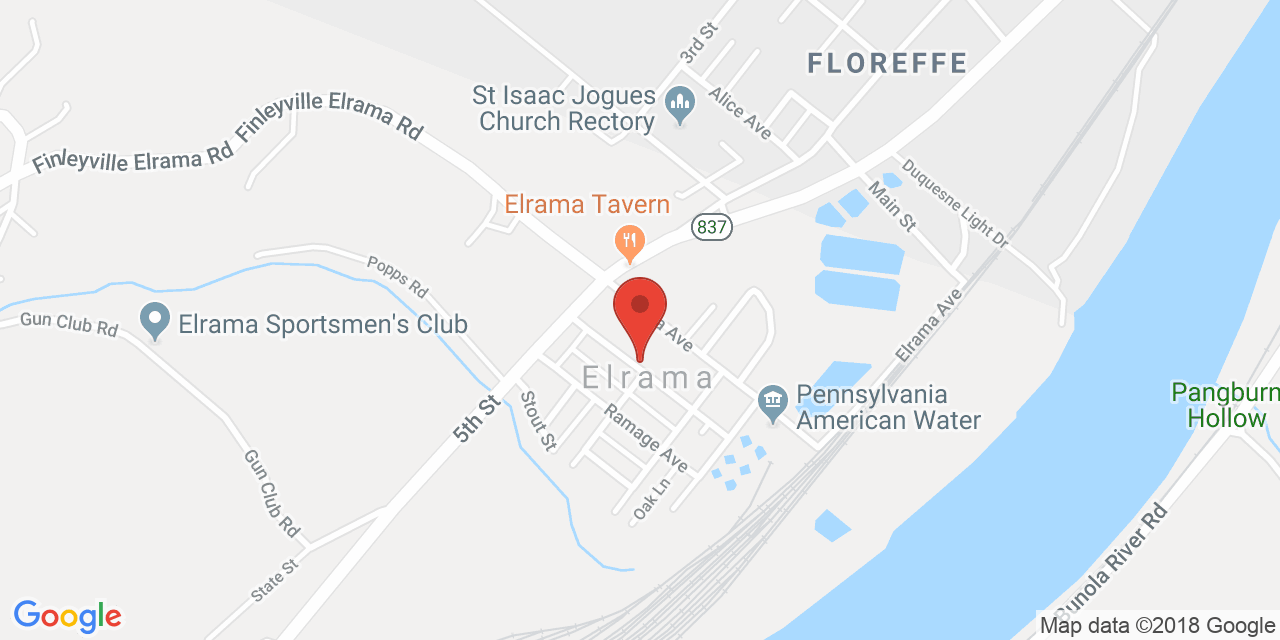 3rd St
FLOREFFE
St Isaac Jogues
Church Rectory
Alice Ave
Finleyville Elrama Rd
Finleyville Elrama Rd
Duquesne Light Dr
Main St
Elrama Tavern
837
Popps Rd
Gun Club Rd
Elrama Sportsmen's Club
Ave
Elrama Ave
Elrama
Pennsylvania
American Water
Pangburn
Hollow
5th St
Stout St
Ramage Ave
Gun Club Rd
Oak Ln
State St
Bunola River Rd
Google
Map data ©2018 Google